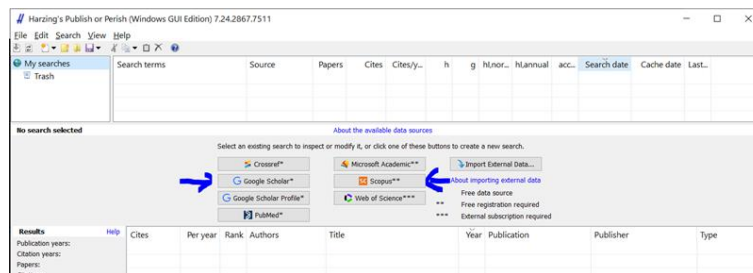 Harzing's Publish or Perish (Windows GUI Edition) 7.24.2867.7511
File Edit Search View Help
My searches
Trash
Search terms Source Papers Cites Cites/y... h g hI,nor... hI,annual acc... Search date Cache date Last...
No search selected About the available data sources
Select an existing search to inspect or modify it, or click one of these buttons to create a new search.
Crossref* Microsoft Academic** Import External Data...
Google Scholar* Scopus** About importing external data
Google Scholar Profile* Web of Science*** * Free data source
PubMed* ** Free registration required
*** External subscription required
Results Help Cites Per year Rank Authors Title Year Publication Publisher Type
Publication years:
Citation years:
Papers: